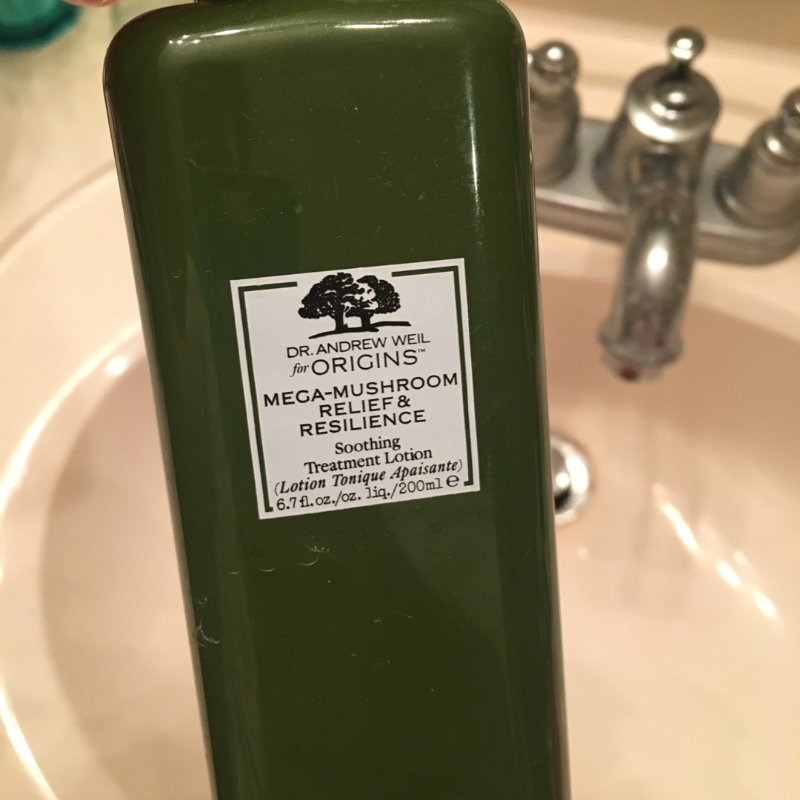 DR. ANDREW WEIL
for ORIGINS™
MEGA-MUSHROOM
RELIEF &
RESILIENCE
Soothing
Treatment Lotion
(Lotion Tonique Apaisante)
6.7 fl. oz./oz. liq./200ml e